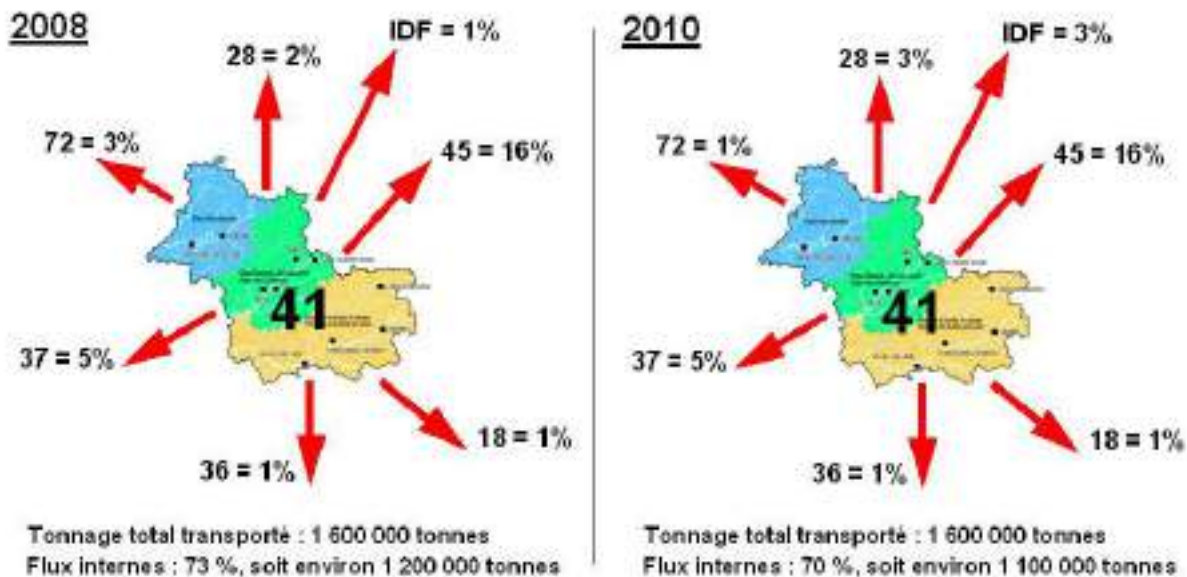 2008
IDF = 1%
28 = 2%
72 = 3%
45 = 16%
41
37 = 5%
18 = 1%
36 = 1%
Tonnage total transporté : 1 600 000 tonnes
Flux internes : 73 %, soit environ 1 200 000 tonnes
2010
IDF = 3%
28 = 3%
72 = 1%
45 = 16%
41
37 = 5%
18 = 1%
36 = 1%
Tonnage total transporté : 1 600 000 tonnes
Flux internes : 70 %, soit environ 1 100 000 tonnes